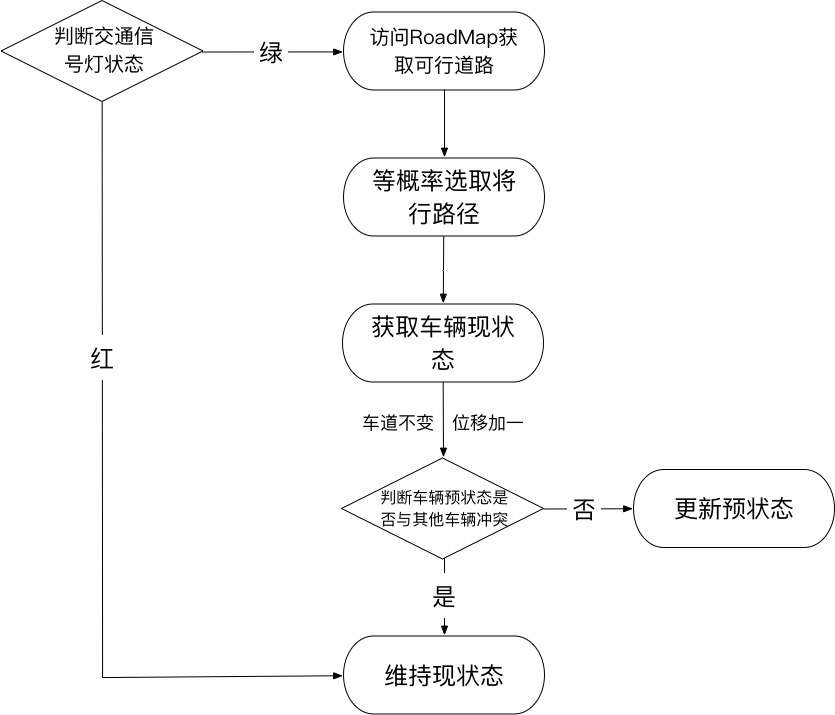 判断交通信
号灯状态
绿
访问RoadMap获
取可行道路
等概率选取将
行路径
获取车辆现状
态
红
车道不变
位移加一
判断车辆预状态是
否与其他车辆冲突
否
更新预状态
是
维持现状态